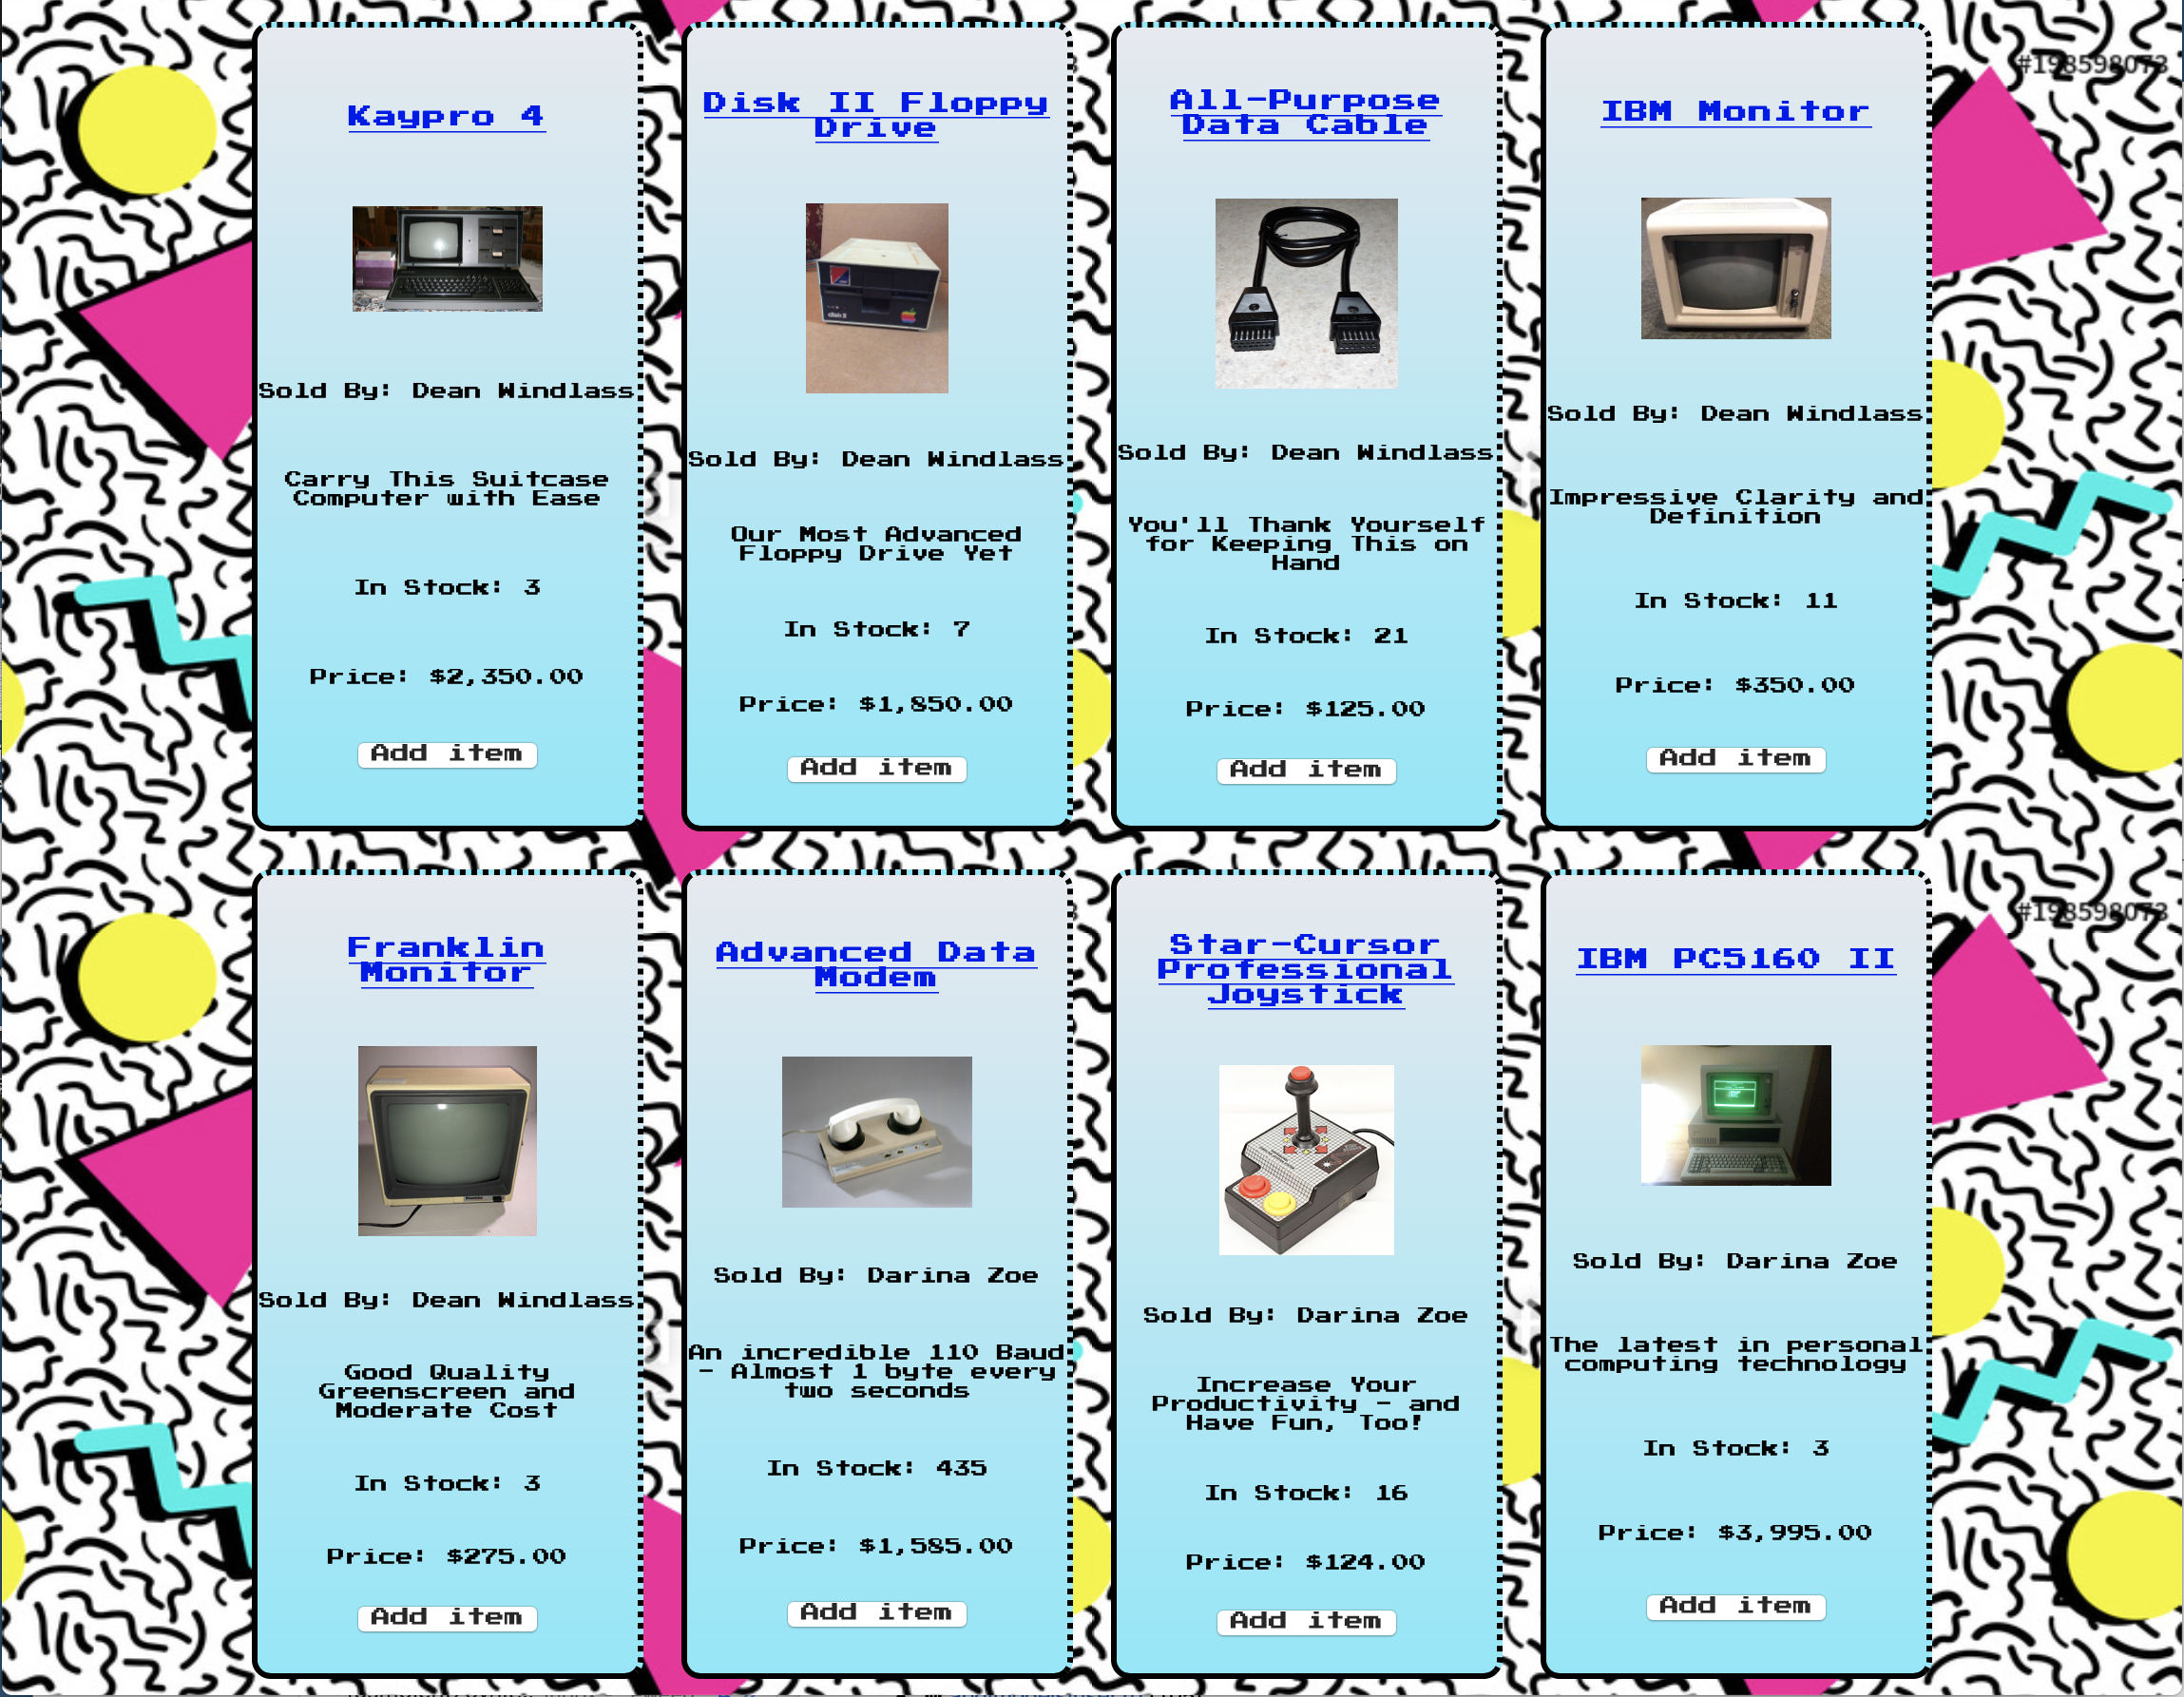 Kaypro 4
Sold By: Dean Windlass
Carry This Suitcase
Computer with Ease
In Stock: 3
Price: $2,350.00
Add item
Disk II Floppy
Drive
disk II
Sold By: Dean Windlass
Our Most Advanced
Floppy Drive Yet
In Stock: 7
Price: $1,850.00
Add item
All-Purpose
Data Cable
Sold By: Dean Windlass
You'll Thank Yourself
for Keeping This on
Hand
In Stock: 21
Price: $125.00
Add item
IBM Monitor
Sold By: Dean Windlass
Impressive Clarity and
Definition
In Stock: 11
Price: $350.00
Add item
#198598073
Franklin
Monitor
Sold By: Dean Windlass
Good Quality
Greenscreen and
Moderate Cost
In Stock: 3
Price: $275.00
Add item
Advanced Data
Modem
Sold By: Darina Zoe
An incredible 110 Baud
- Almost 1 byte every
two seconds
In Stock: 435
Price: $1,585.00
Add item
Star-Cursor
Professional
Joystick
Sold By: Darina Zoe
Increase Your
Productivity - and
Have Fun, Too!
In Stock: 16
Price: $124.00
Add item
IBM PC5160 II
Sold By: Darina Zoe
The latest in personal
computing technology
In Stock: 3
Price: $3,995.00
Add item
#198598073